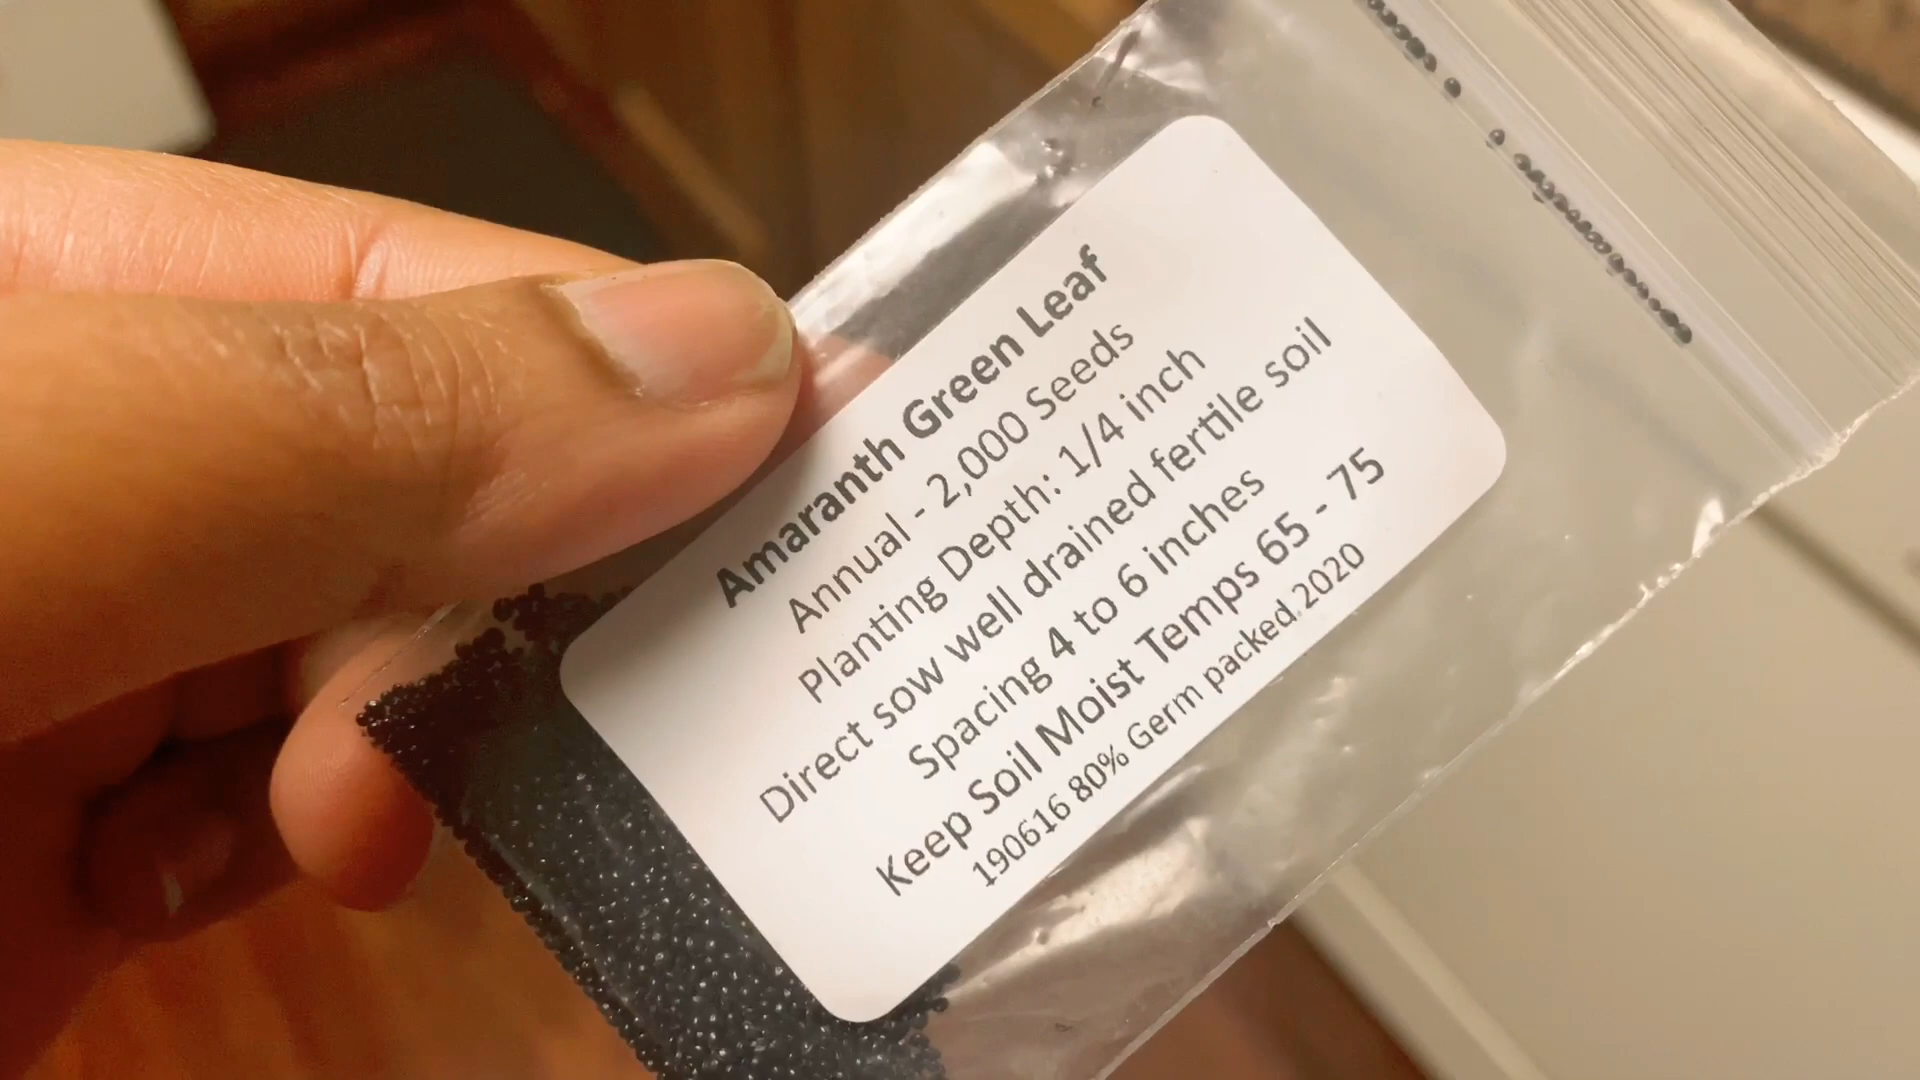 Amaranth Green Leaf
Annual - 2,000 Seeds
Planting Depth: 1/4 inch
Direct sow well drained fertile soil
Spacing 4 to 6 inches
Keep Soil Moist Temps 65 - 75
190616 80% Germ packed 2020